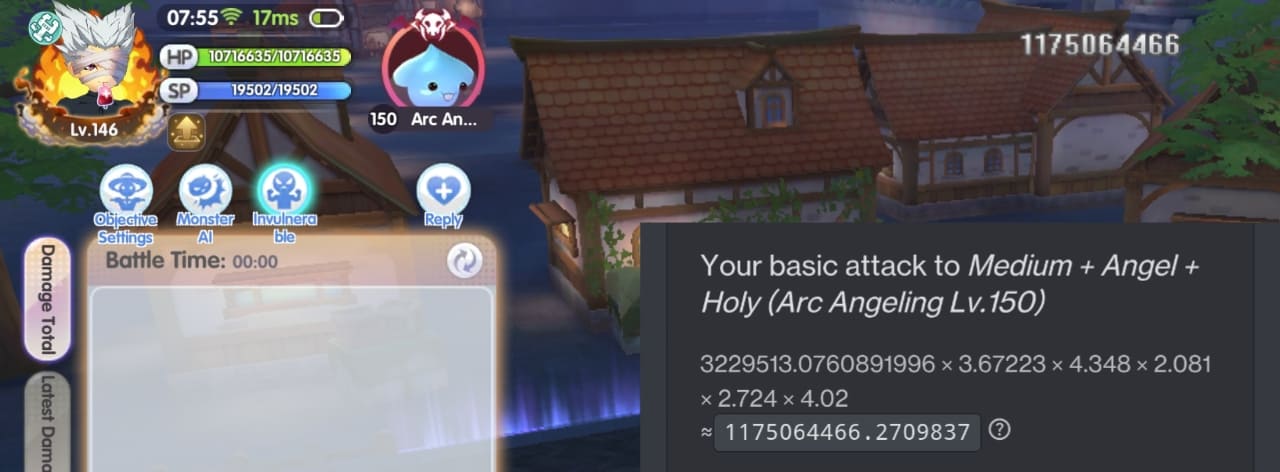 07:55 17ms
HP 10716635/10716635
SP 19502/19502
Lv.146
150 Arc An...
1175064466
Objective
Settings
Monster
AI
Invulnera
ble
Reply
Battle Time: 00:00
Damage Total
Latest Dama
Your basic attack to Medium + Angel +
Holy (Arc Angeling Lv.150)
3229513.0760891996 × 3.67223 × 4.348 × 2.081
× 2.724 × 4.02
≈ 1175064466.2709837 ?